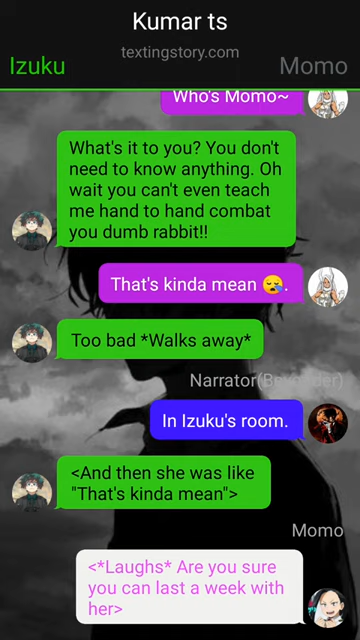 Kumar ts
textingstory.com
Izuku
Momo
Who's Momo~
What's it to you? You don't
need to know anything. Oh
wait you can't even teach
me hand to hand combat
you dumb rabbit!!
That's kinda mean 😪.
Too bad *Walks away*
Narrator(
In Izuku's room.
<And then she was like
"That's kinda mean">
Momo
<*Laughs* Are you sure
you can last a week with
her>